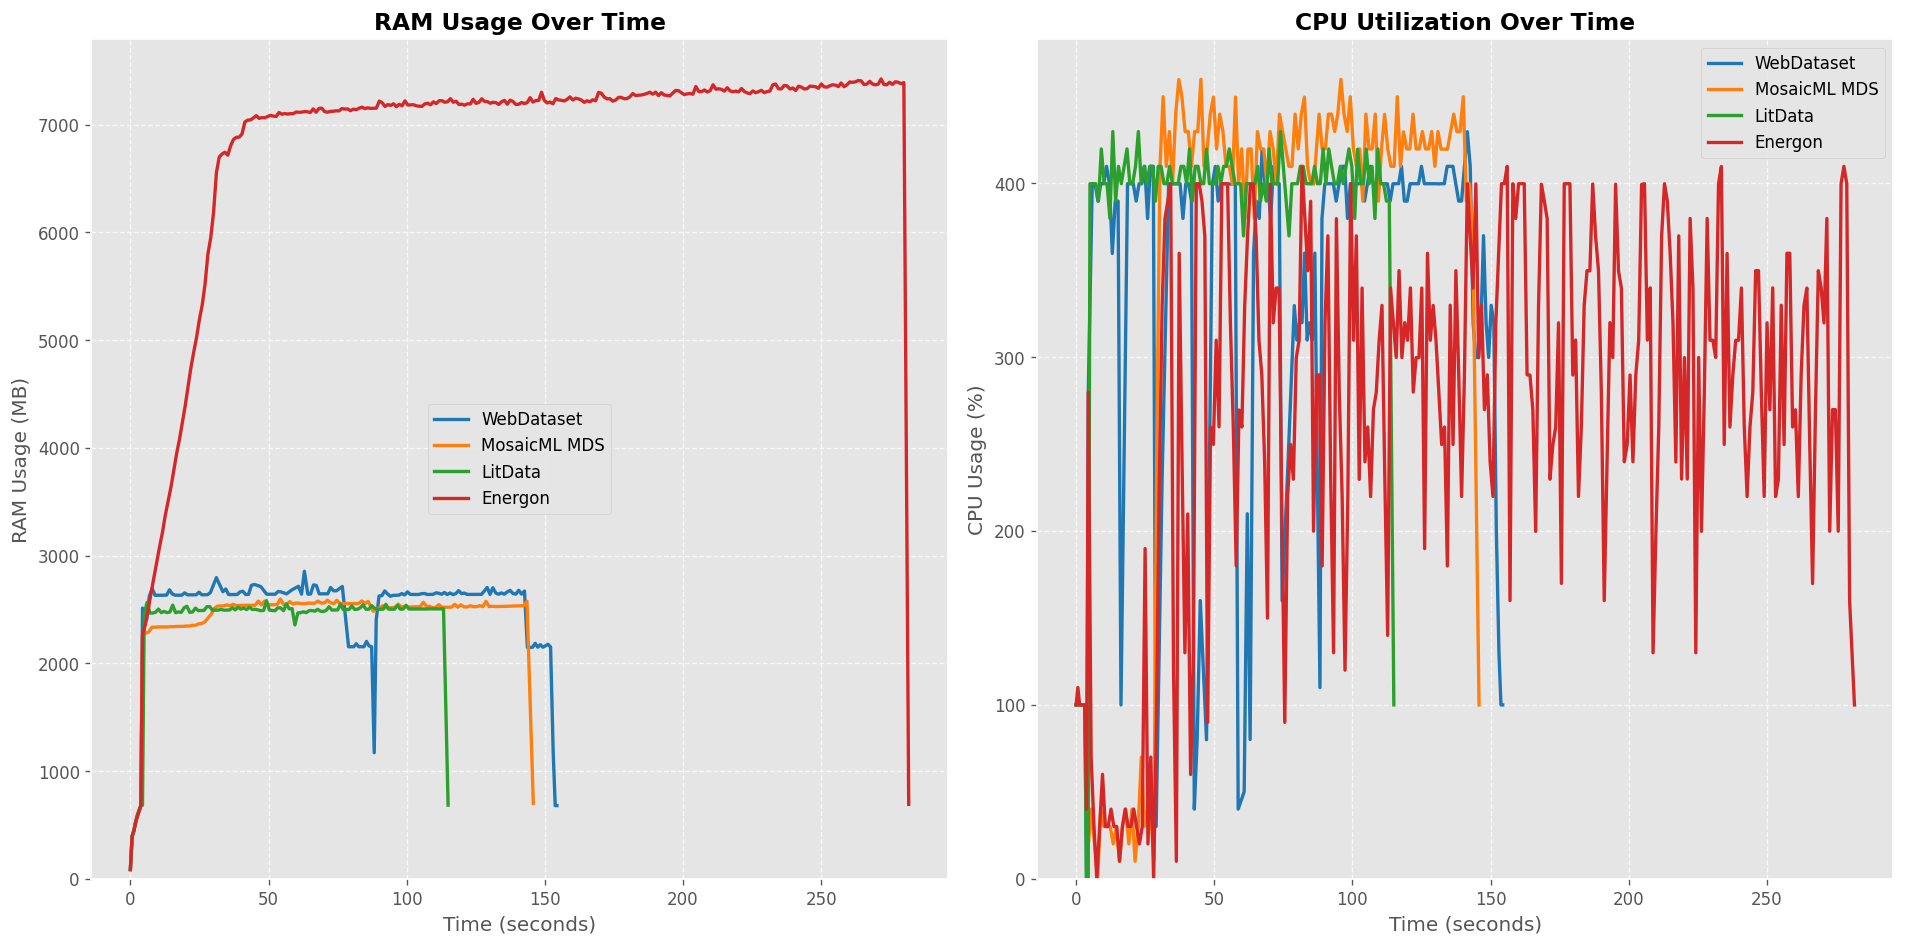 RAM Usage Over Time
RAM Usage (MB)
7000
6000
5000
4000
3000
2000
1000
0
WebDataset
MosaicML MDS
LitData
Energon
0 50 100 150 200 250
Time (seconds)
CPU Utilization Over Time
CPU Usage (%)
400
300
200
100
0
WebDataset
MosaicML MDS
LitData
Energon
0 50 100 150 200 250
Time (seconds)